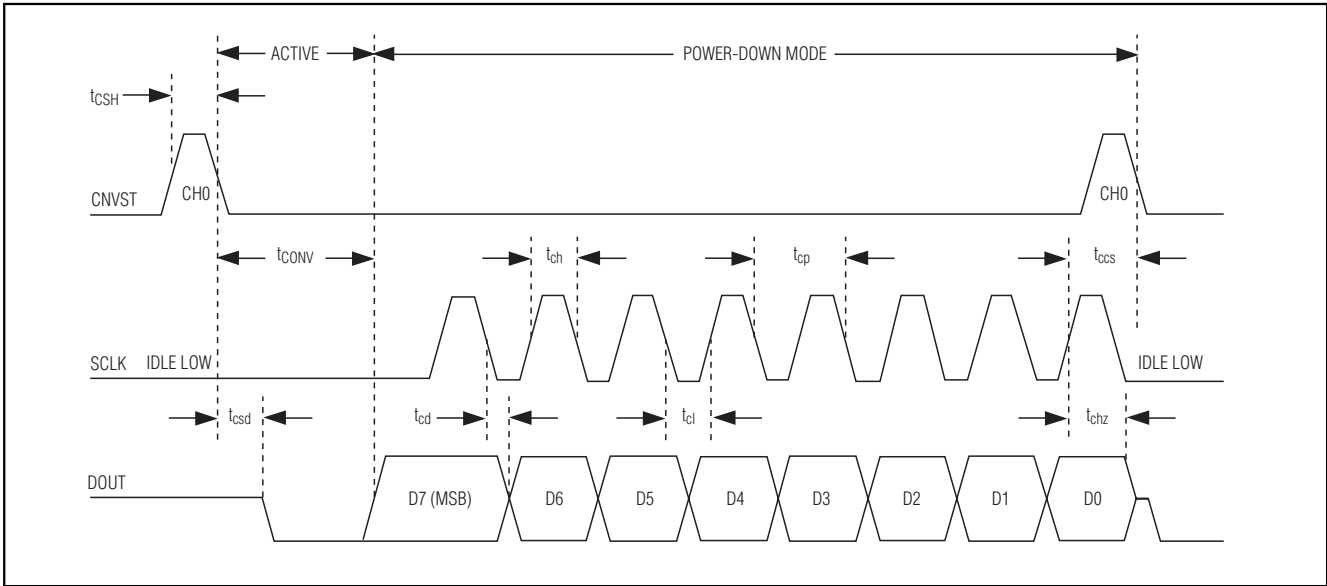 ACTIVE
POWER-DOWN MODE
tCSH
CH0
CH0
CNVST
tCONV
tch
tcp
tccs
SCLK
IDLE LOW
IDLE LOW
tcsd
tcd
tcl
tchz
DOUT
D7 (MSB)
D6
D5
D4
D3
D2
D1
D0